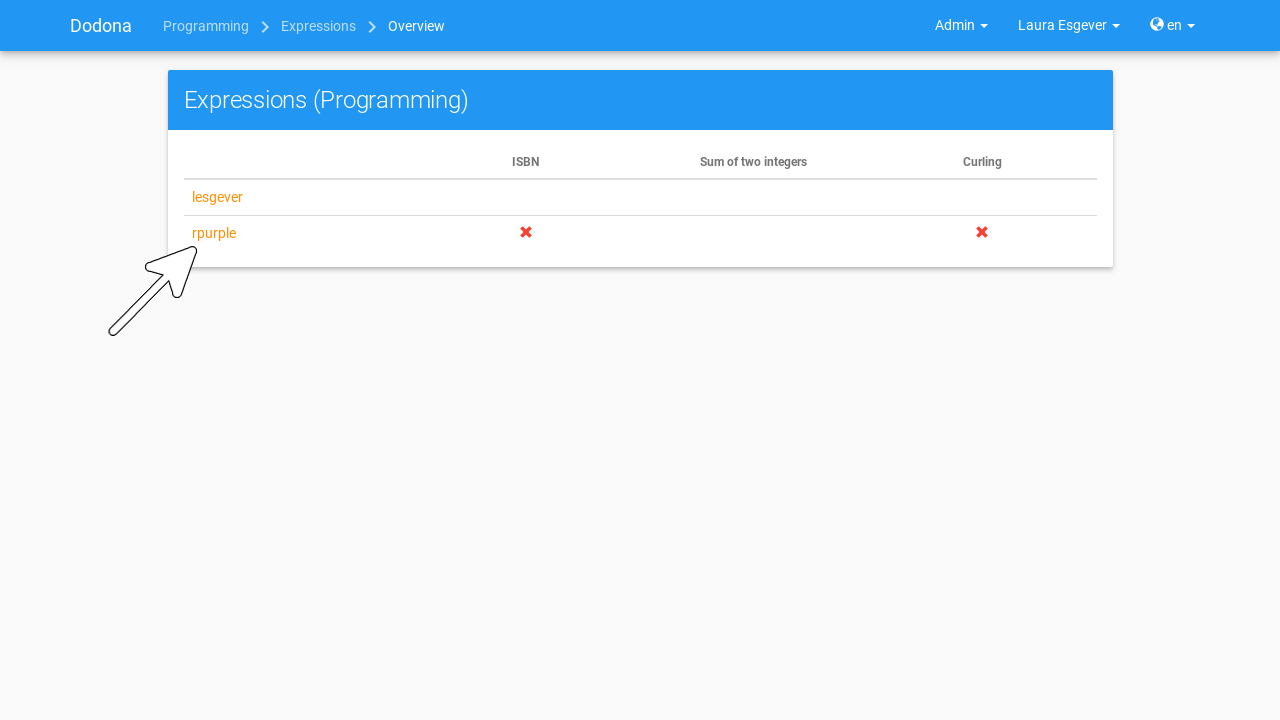 Dodona Programming Expressions Overview Admin Laura Esgever en
Expressions (Programming)
ISBN Sum of two integers Curling
lesgever
rpurple